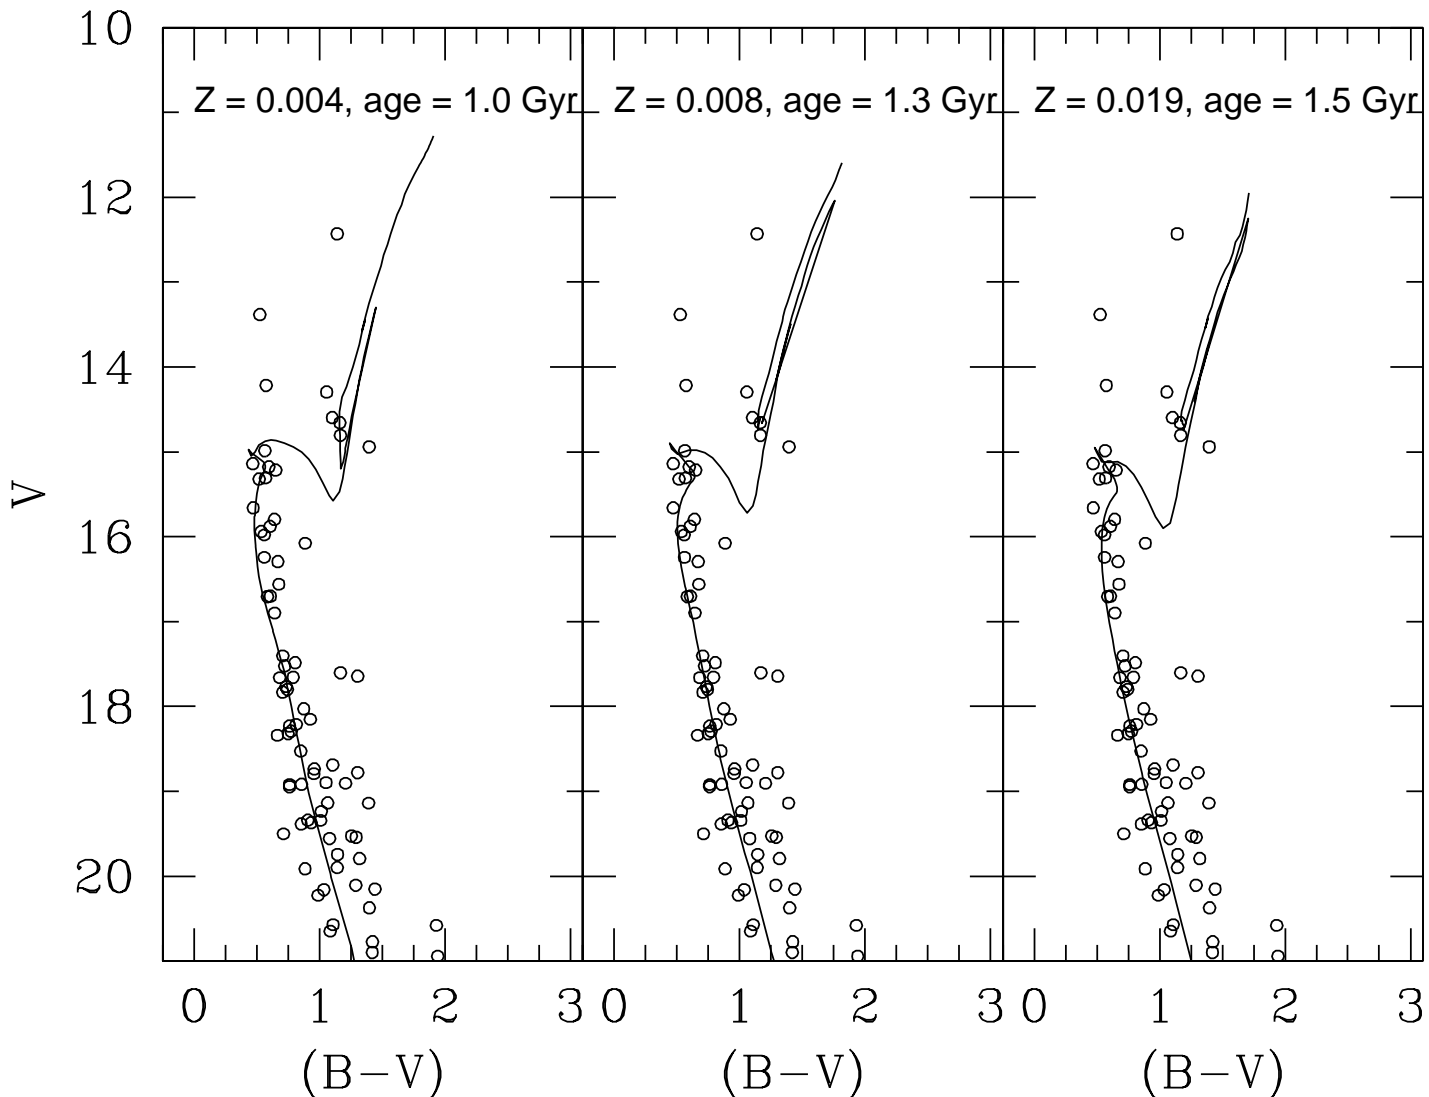 Z = 0.004, age = 1.0 Gyr
Z = 0.008, age = 1.3 Gyr
Z = 0.019, age = 1.5 Gyr
10
12
14
16
18
20
V
0 1 2 3
0 1 2 3
0 1 2 3
(B-V)
(B-V)
(B-V)